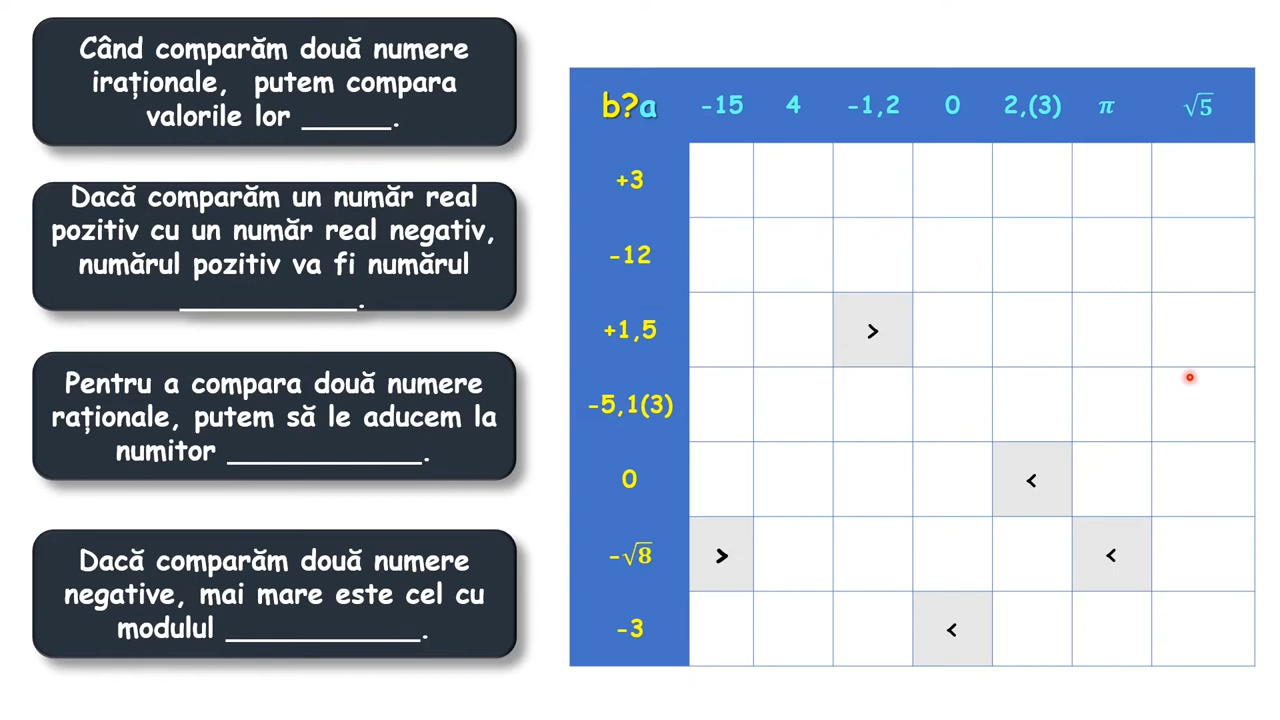 Când comparăm două numere
iraționale, putem compara
valorile lor ______.
Dacă comparăm un număr real
pozitiv cu un număr real negativ,
numărul pozitiv va fi numărul
____________.
Pentru a compara două numere
raționale, putem să le aducem la
numitor _____________.
Dacă comparăm două numere
negative, mai mare este cel cu
modulul _____________.
b?a -15 4 -1,2 0 2,(3) π √5
+3
-12
+1,5 >
-5,1(3)
0 <
-√8 > <
-3 <